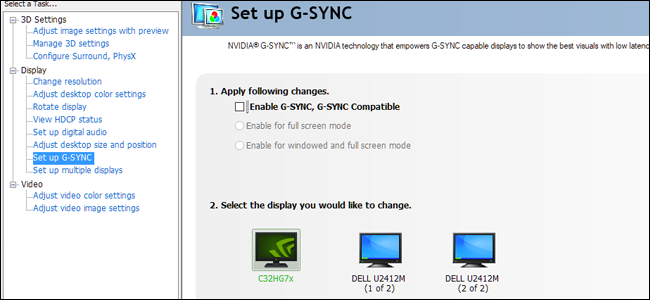 Select a Task...
3D Settings
Adjust image settings with preview
Manage 3D settings
Configure Surround, PhysX
Display
Change resolution
Adjust desktop color settings
Rotate display
View HDCP status
Set up digital audio
Adjust desktop size and position
Set up G-SYNC
Set up multiple displays
Video
Adjust video color settings
Adjust video image settings
Set up G-SYNC
NVIDIA® G-SYNC™ is an NVIDIA technology that empowers G-SYNC capable displays to show the best visuals with low
1. Apply following changes.
Enable G-SYNC, G-SYNC Compatible
Enable for full screen mode
Enable for windowed and full screen mode
2. Select the display you would like to change.
C32HG7x
DELL U2412M
(1 of 2)
DELL U2412M
(2 of 2)